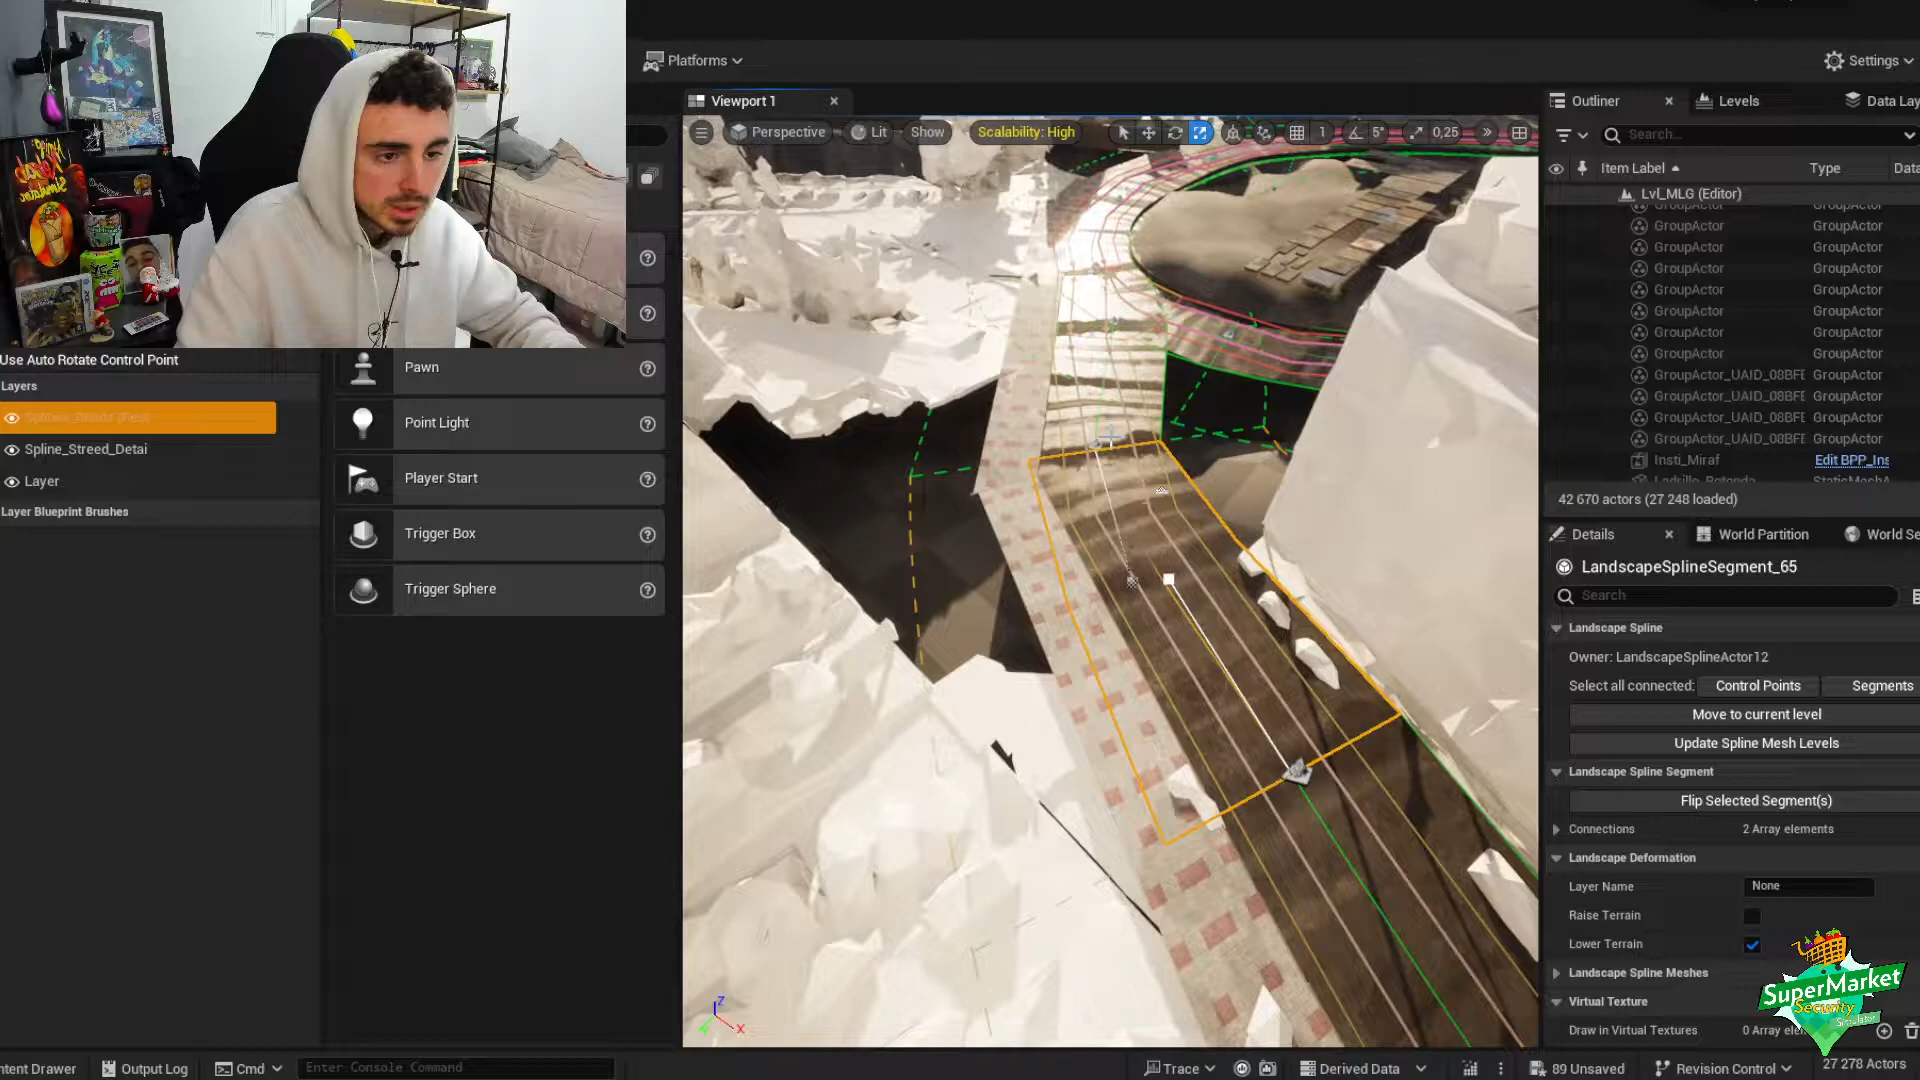 Platforms
Settings
Viewport 1
Outliner
Levels
Data Lay
Perspective
Lit
Show
Scalability: High
1
5°
0,25
Search...
Item Label
Type
Data
Lvl_MLG (Editor)
GroupActor
GroupActor GroupActor
GroupActor GroupActor
GroupActor GroupActor
GroupActor GroupActor
GroupActor GroupActor
GroupActor GroupActor
GroupActor GroupActor
GroupActor_UAID_08BFE GroupActor
GroupActor_UAID_08BFE GroupActor
GroupActor_UAID_08BFE GroupActor
GroupActor_UAID_08BFE GroupActor
Insti_Miraf Edit BPP_Ins
42 670 actors (27 248 loaded)
Use Auto Rotate Control Point
Layers
Spline_Streed_Detai
Layer
Layer Blueprint Brushes
Pawn
Point Light
Player Start
Trigger Box
Trigger Sphere
Details
World Partition
World Se
LandscapeSplineSegment_65
Search
Landscape Spline
Owner: LandscapeSplineActor12
Select all connected:
Control Points
Segments
Move to current level
Update Spline Mesh Levels
Landscape Spline Segment
Flip Selected Segment(s)
Connections
2 Array elements
Landscape Deformation
Layer Name
None
Raise Terrain
Lower Terrain
Landscape Spline Meshes
Virtual Texture
Draw in Virtual Textures
0 Array ele
SuperMarket
Security
Simulator
Z
X
ntent Drawer
Output Log
Cmd
Enter Console Command
Trace
Derived Data
89 Unsaved
Revision Control
27 278 Actors